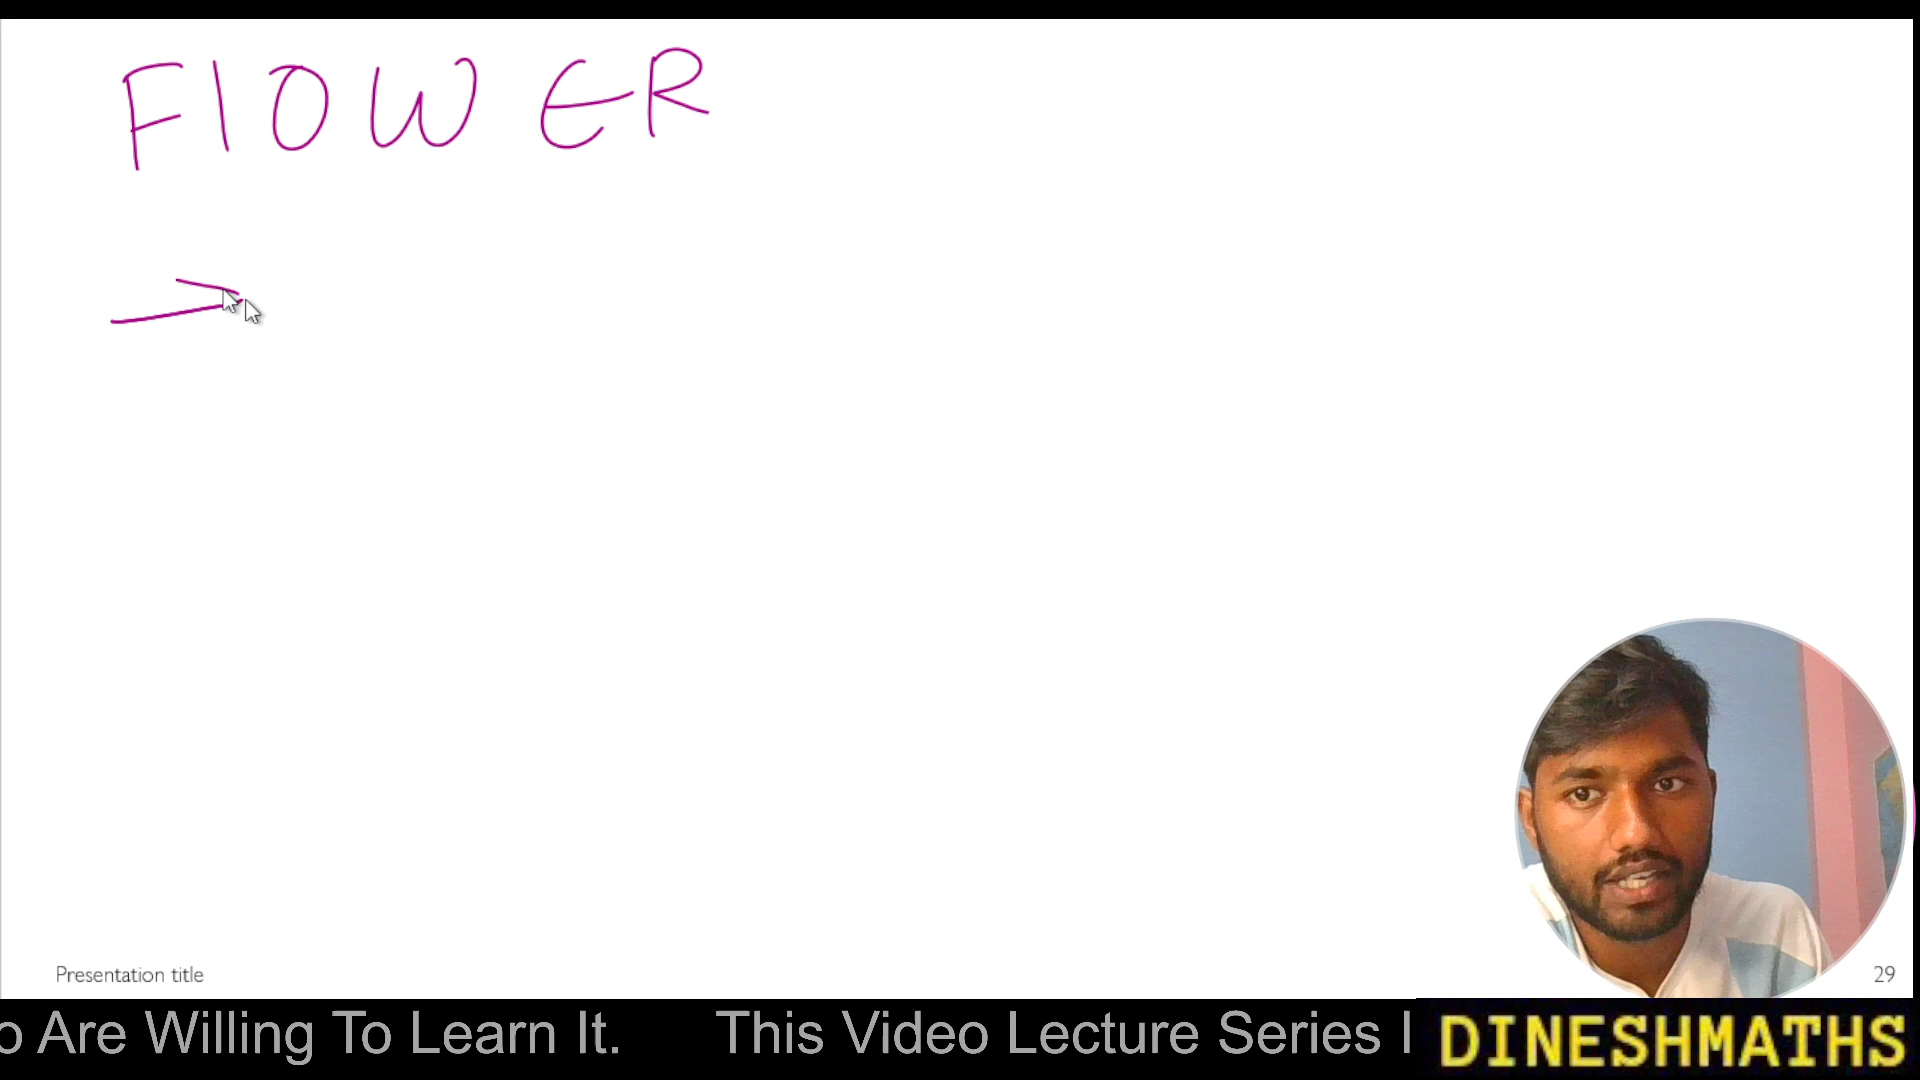 FlOWER
Presentation title
29
o Are Willing To Learn It. This Video Lecture Series I
DINESHMATHS